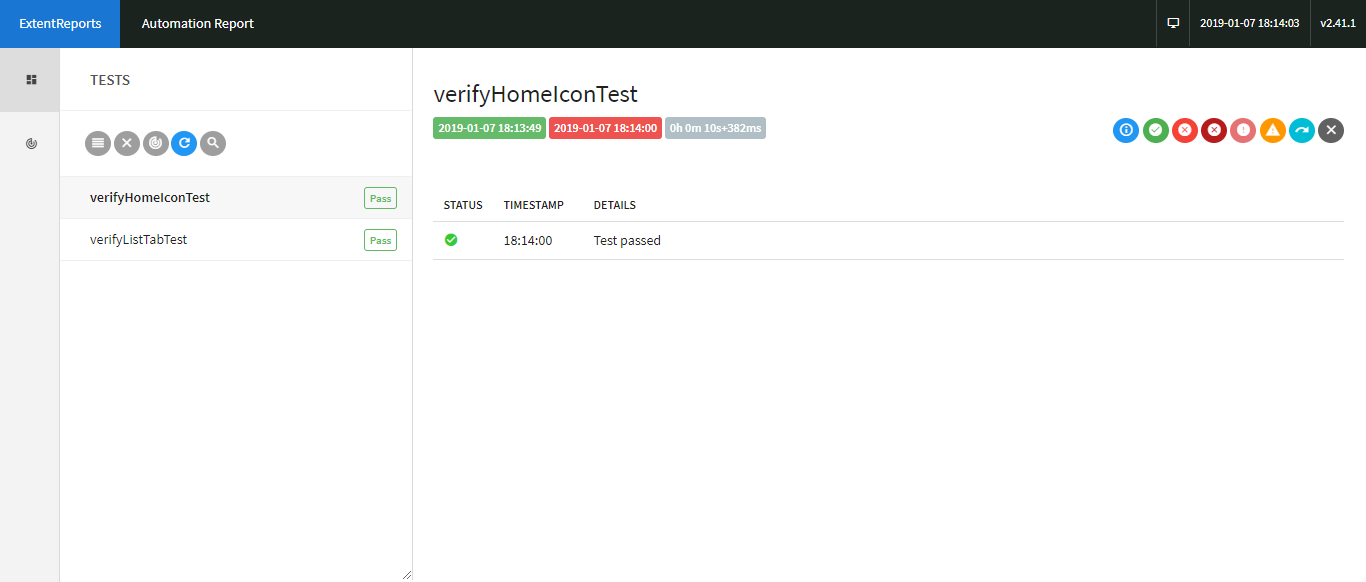 ExtentReports Automation Report 2019-01-07 18:14:03 v2.41.1
TESTS
verifyHomeIconTest Pass
verifyListTabTest Pass
verifyHomeIconTest
2019-01-07 18:13:49 2019-01-07 18:14:00 0h 0m 10s+382ms
STATUS TIMESTAMP DETAILS
18:14:00 Test passed